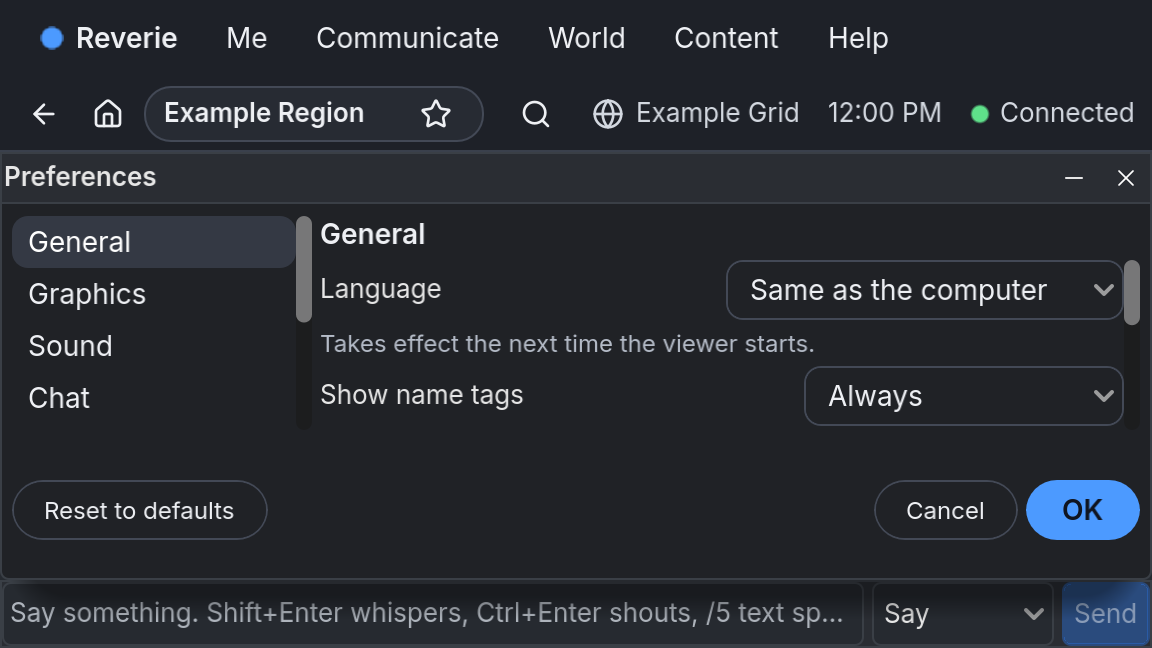 Reverie Me Communicate World Content Help
Example Region Example Grid 12:00 PM Connected
Preferences
General
Graphics
Sound
Chat
General
Language Same as the computer
Takes effect the next time the viewer starts.
Show name tags Always
Reset to defaults Cancel OK
Say something. Shift+Enter whispers, Ctrl+Enter shouts, /5 text sp... Say Send